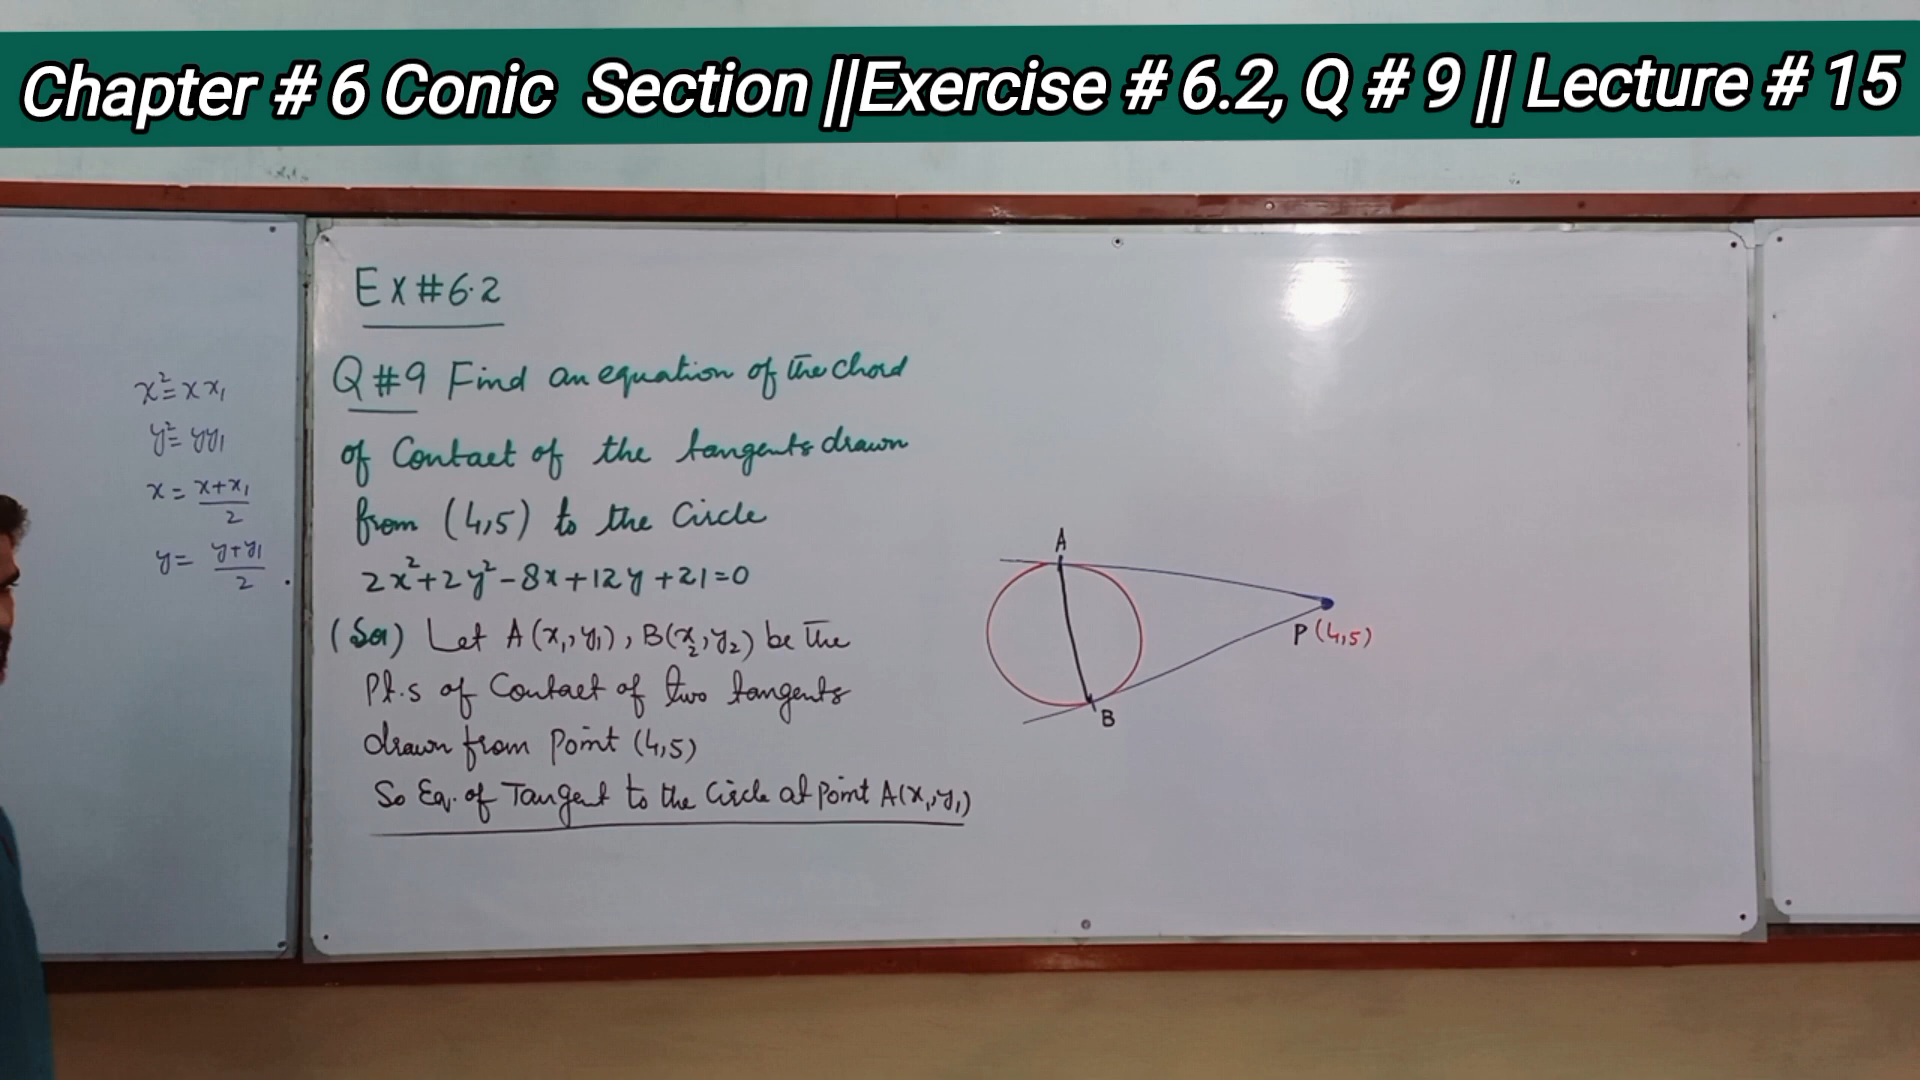 Chapter # 6 Conic Section ||Exercise # 6.2, Q # 9 || Lecture # 15
x²= x x₁
y²= yy₁
x = x+x₁/2
y = y+y₁/2 .
Ex#6.2
Q #9 Find an equation of the chord
of Contact of the tangents drawn
from (4,5) to the Circle
2x²+2y²-8x+12y+21=0
(Sol) Let A(x₁,y₁), B(x₂,y₂) be the
Pt.s of Contact of two tangents
drawn from Point (4,5)
So Eq. of Tangent to the Circle at Point A(x₁,y₁)
A
P(4,5)
B